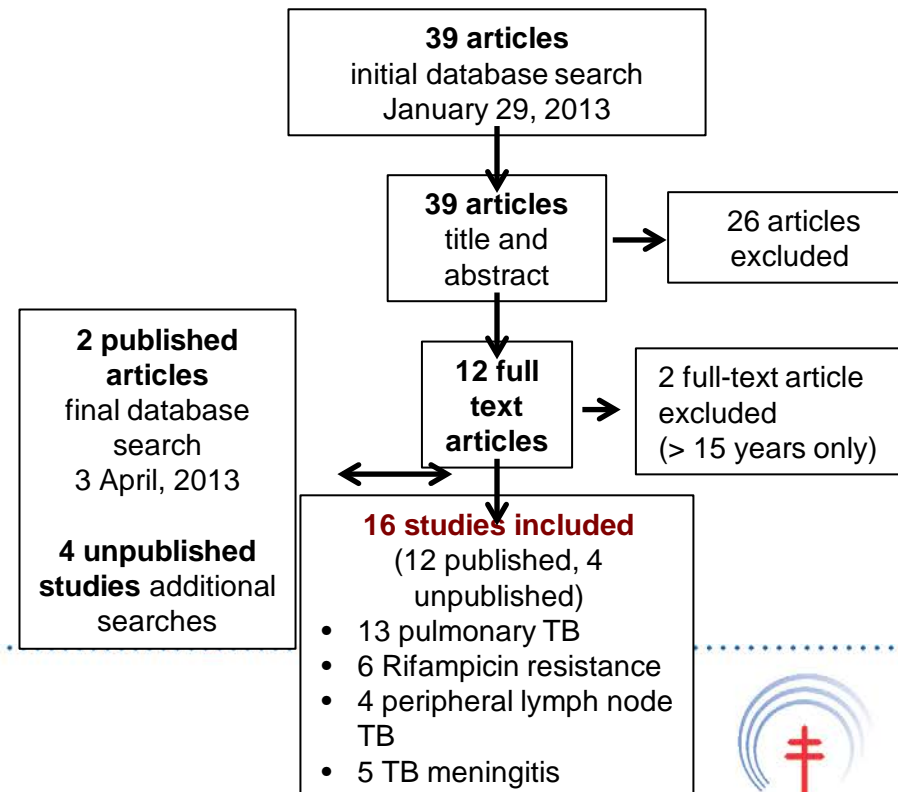 39 articles
initial database search
January 29, 2013
39 articles
title and
abstract
26 articles
excluded
2 published
articles
final database
search
3 April, 2013
4 unpublished
studies additional
searches
12 full
text
articles
2 full-text article
excluded
(> 15 years only)
16 studies included
(12 published, 4
unpublished)
• 13 pulmonary TB
• 6 Rifampicin resistance
• 4 peripheral lymph node
TB
• 5 TB meningitis